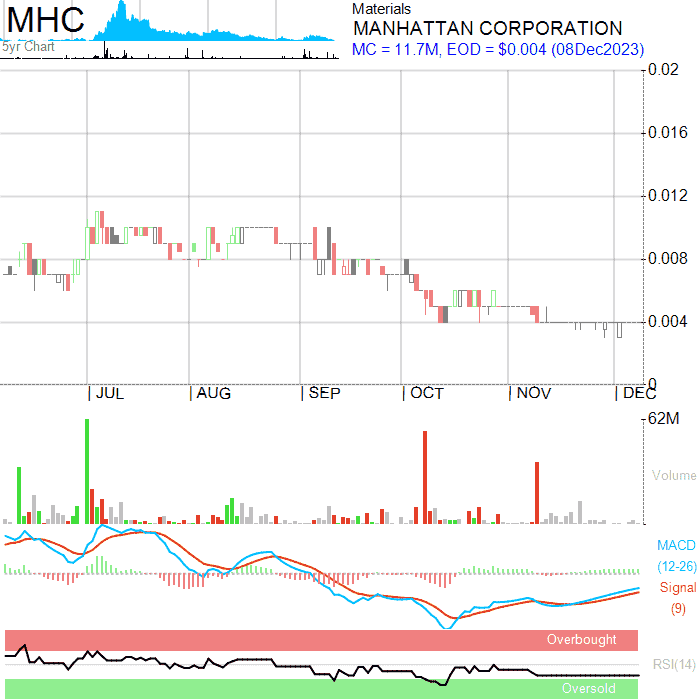 MHC
5yr Chart
Materials
MANHATTAN CORPORATION
MC = 11.7M, EOD = $0.004 (08Dec2023)
0.02
0.016
0.012
0.008
0.004
0
| JUL | AUG | SEP | OCT | NOV | DEC
62M
Volume
MACD
(12-26)
Signal
(9)
Overbought
RSI(14)
Oversold